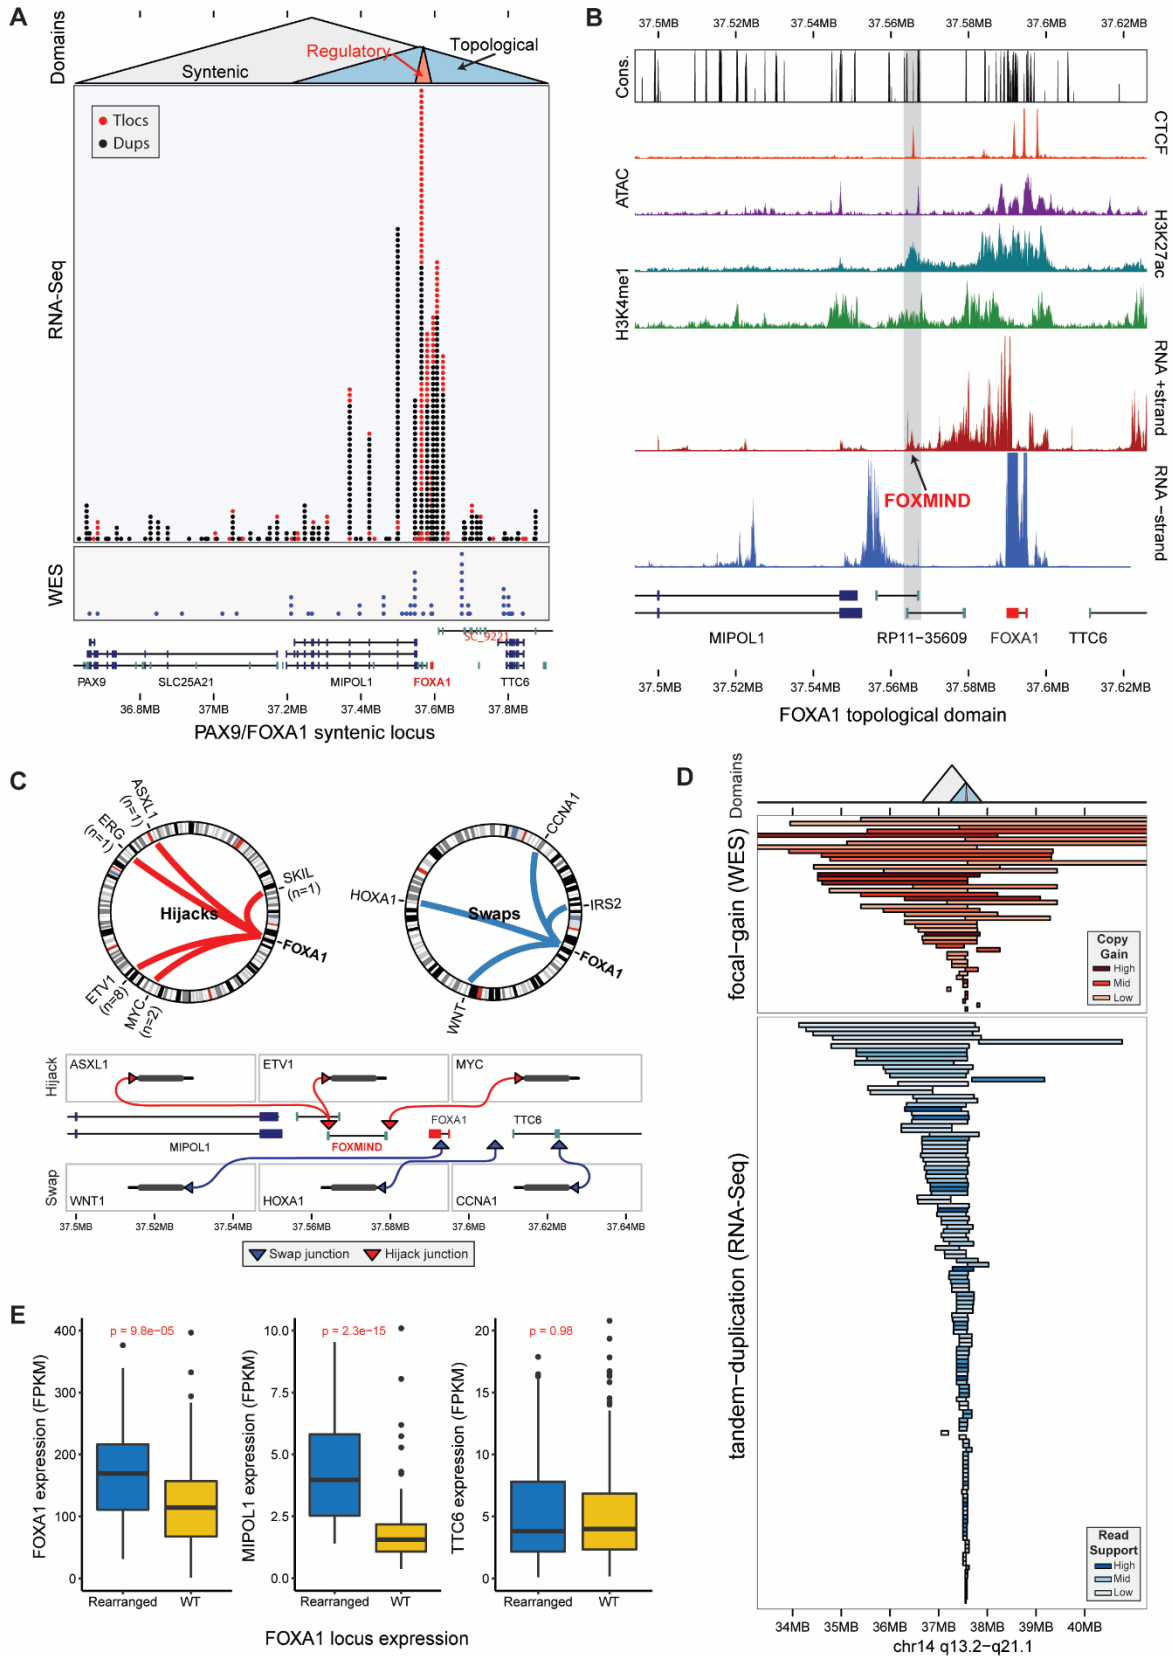 A
Domains
Syntenic
Regulatory
Topological
Tlocs
Dups
RNA-Seq
WES
SC_9221
PAX9
SLC25A21
MIPOL1
FOXA1
TTC6
36.8MB
37MB
37.2MB
37.4MB
37.6MB
37.8MB
PAX9/FOXA1 syntenic locus
B
37.5MB
37.52MB
37.54MB
37.56MB
37.58MB
37.6MB
37.62MB
Cons.
CTCF
ATAC
H3K27ac
H3K4me1
RNA +strand
FOXMIND
RNA −strand
MIPOL1
RP11−35609
FOXA1
TTC6
37.5MB
37.52MB
37.54MB
37.56MB
37.58MB
37.6MB
37.62MB
FOXA1 topological domain
C
ASXL1
(n=1)
ERG
(n=1)
SKIL
(n=1)
Hijacks
FOXA1
ETV1
(n=8)
MYC
(n=2)
CCNA1
HOXA1
Swaps
IRS2
FOXA1
WNT
Hijack
ASXL1
ETV1
MYC
MIPOL1
FOXMIND
FOXA1
TTC6
Swap
WNT1
HOXA1
CCNA1
37.5MB
37.52MB
37.54MB
37.56MB
37.58MB
37.6MB
37.62MB
37.64MB
Swap junction
Hijack junction
D
Domains
focal−gain (WES)
Copy
Gain
High
Mid
Low
tandem−duplication (RNA−Seq)
Read
Support
High
Mid
Low
34MB
35MB
36MB
37MB
38MB
39MB
40MB
chr14 q13.2−q21.1
E
FOXA1 expression (FPKM)
400
300
200
100
0
p = 9.8e−05
Rearranged
WT
MIPOL1 expression (FPKM)
10.0
7.5
5.0
2.5
0.0
p = 2.3e−15
Rearranged
WT
TTC6 expression (FPKM)
20
15
10
5
0
p = 0.98
Rearranged
WT
FOXA1 locus expression